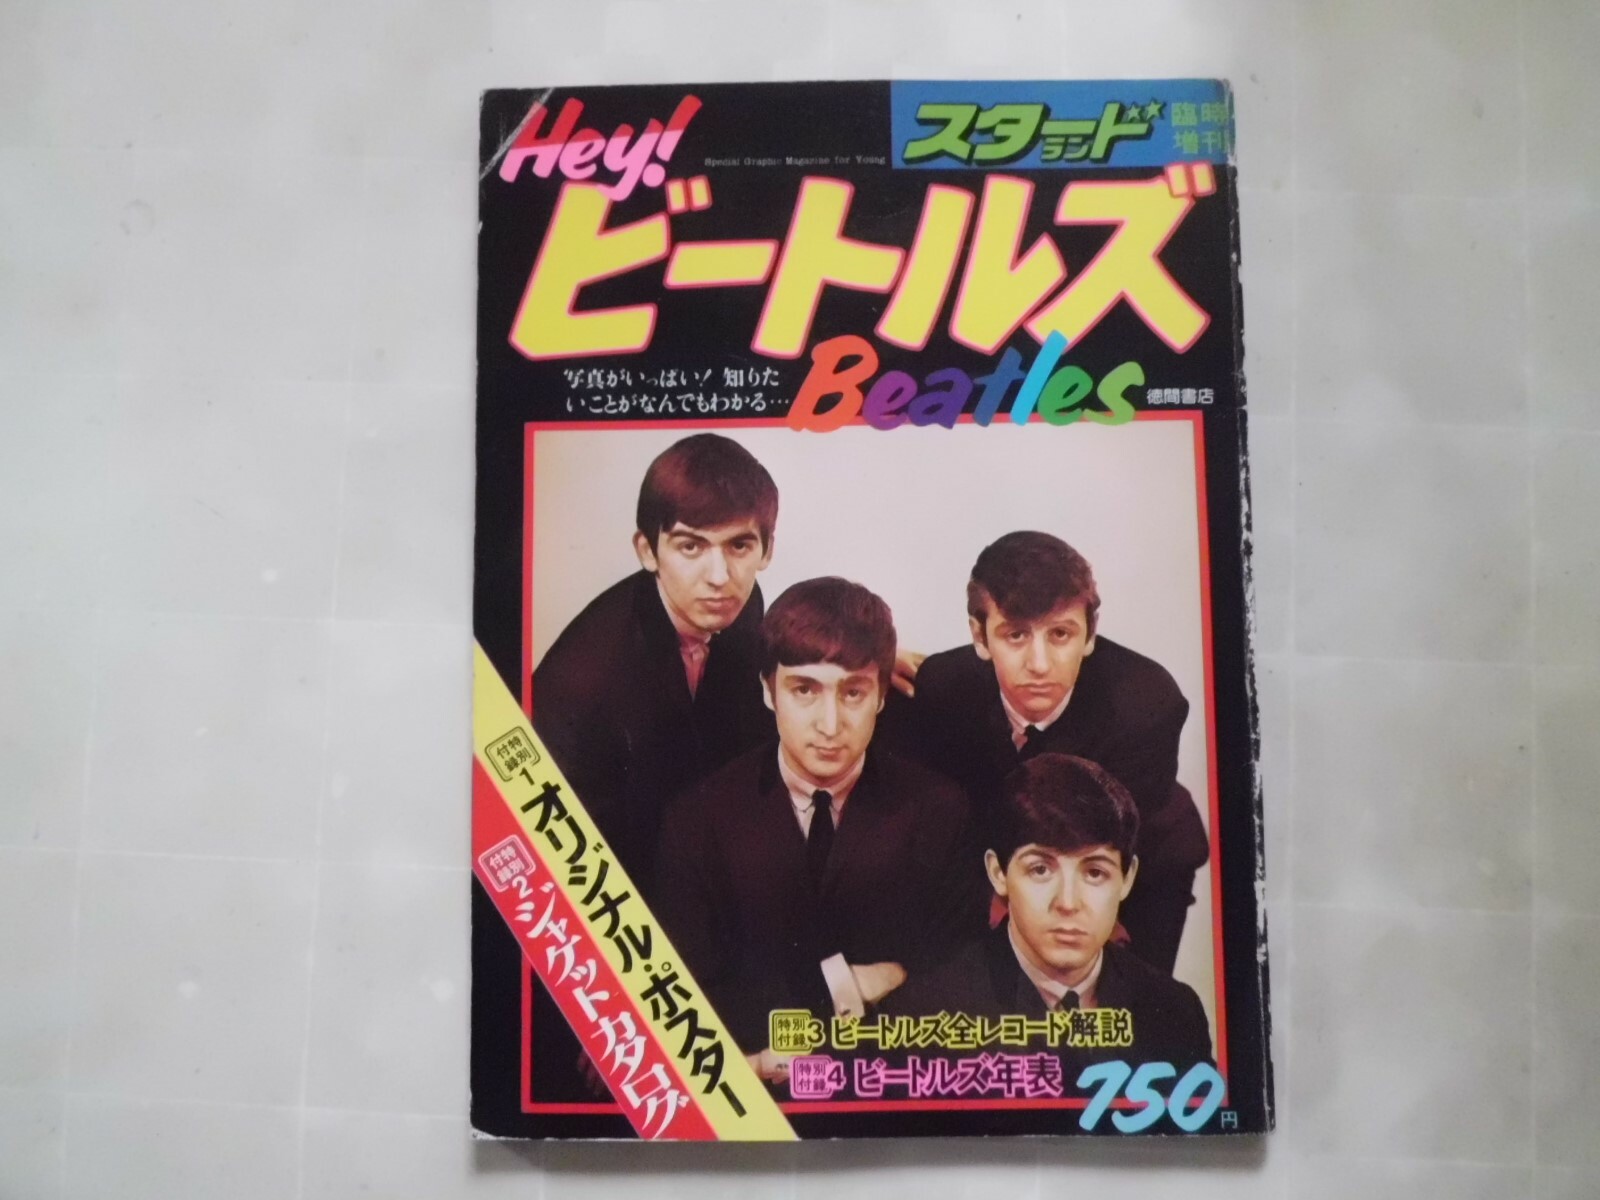 Hey!
Special Graphic Magazine for Young
スターランド
臨時
増刊
ビートルズ
Beatles
写真がいっぱい！知りた
いことがなんでもわかる…
徳間書店
特別付録1オリジナル・ポスター
特別付録2ジャケットカタログ
特別付録3ビートルズ全レコード解説
特別付録4ビートルズ年表
750円